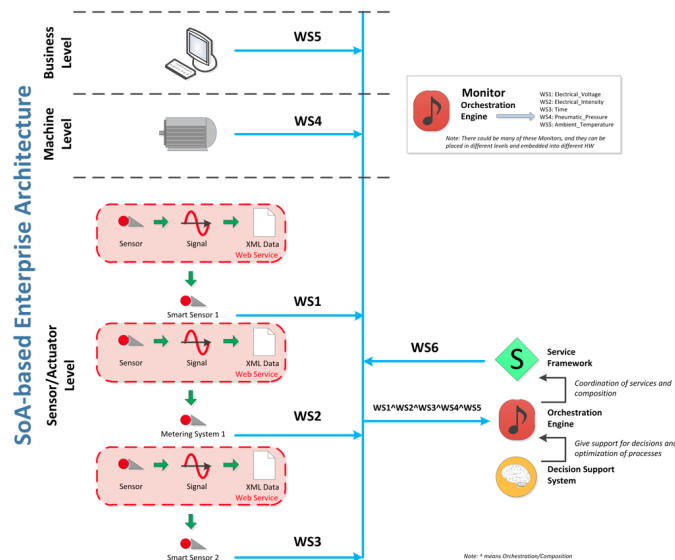 SoA-based Enterprise Architecture
Business
Level
WS5
Machine
Level
WS4
Monitor
Orchestration
Engine
WS1: Electrical_Voltage
WS2: Electrical_Intensity
WS3: Time
WS4: Pneumatic_Pressure
WS5: Ambient_Temperature
Note: There could be many of these Monitors, and they can be
placed in different levels and embedded into different HW
Sensor/Actuator
Level
Sensor
Signal
XML Data
Web Service
Smart Sensor 1
WS1
Sensor
Signal
XML Data
Web Service
Metering System 1
WS2
Sensor
Signal
XML Data
Web Service
Smart Sensor 2
WS3
WS6
S
Service
Framework
Coordination of services and
composition
WS1^WS2^WS3^WS4^WS5
Orchestration
Engine
Give support for decisions and
optimization of processes
Decision Support
System
Note: ^ means Orchestration/Composition